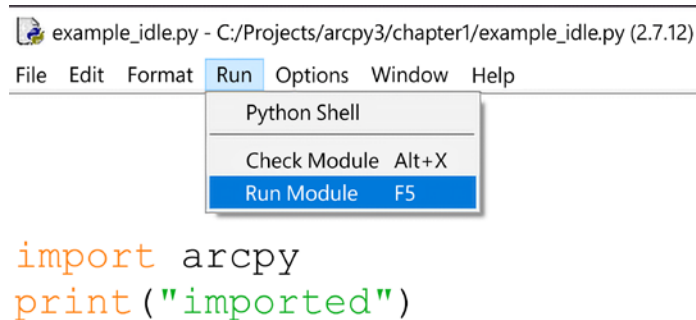 example_idle.py - C:/Projects/arcpy3/chapter1/example_idle.py (2.7.12)
File Edit Format Run Options Window Help
Python Shell
Check Module Alt+X
Run Module F5
import arcpy
print("imported")